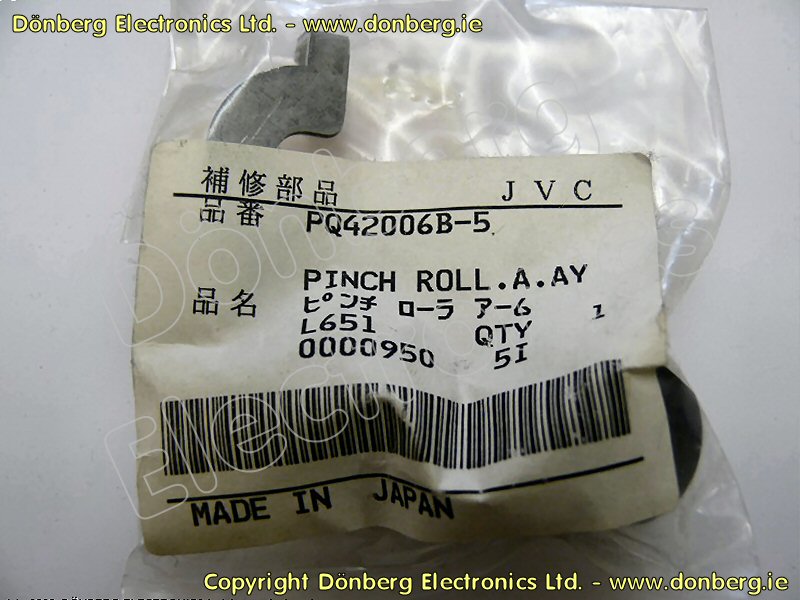 Dönberg Electronics Ltd. - www.donberg.ie
補修部品 JVC
品番 PQ42006B-5
PINCH ROLL.A.AY
品名 ピンチ ローラ アーム 1
L651 QTY
0000950 5I
MADE IN JAPAN
Dönberg
Electronics
Copyright Dönberg Electronics Ltd. - www.donberg.ie